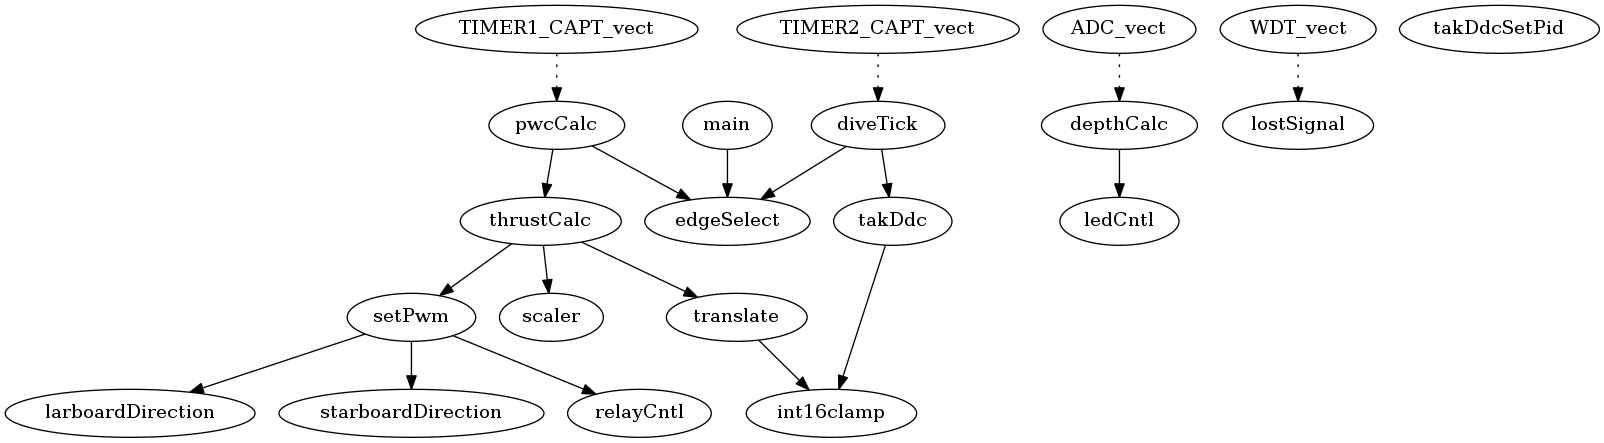 TIMER1_CAPT_vect
TIMER2_CAPT_vect
ADC_vect
WDT_vect
takDdcSetPid
pwcCalc
main
diveTick
depthCalc
lostSignal
thrustCalc
edgeSelect
takDdc
ledCntl
setPwm
scaler
translate
larboardDirection
starboardDirection
relayCntl
int16clamp